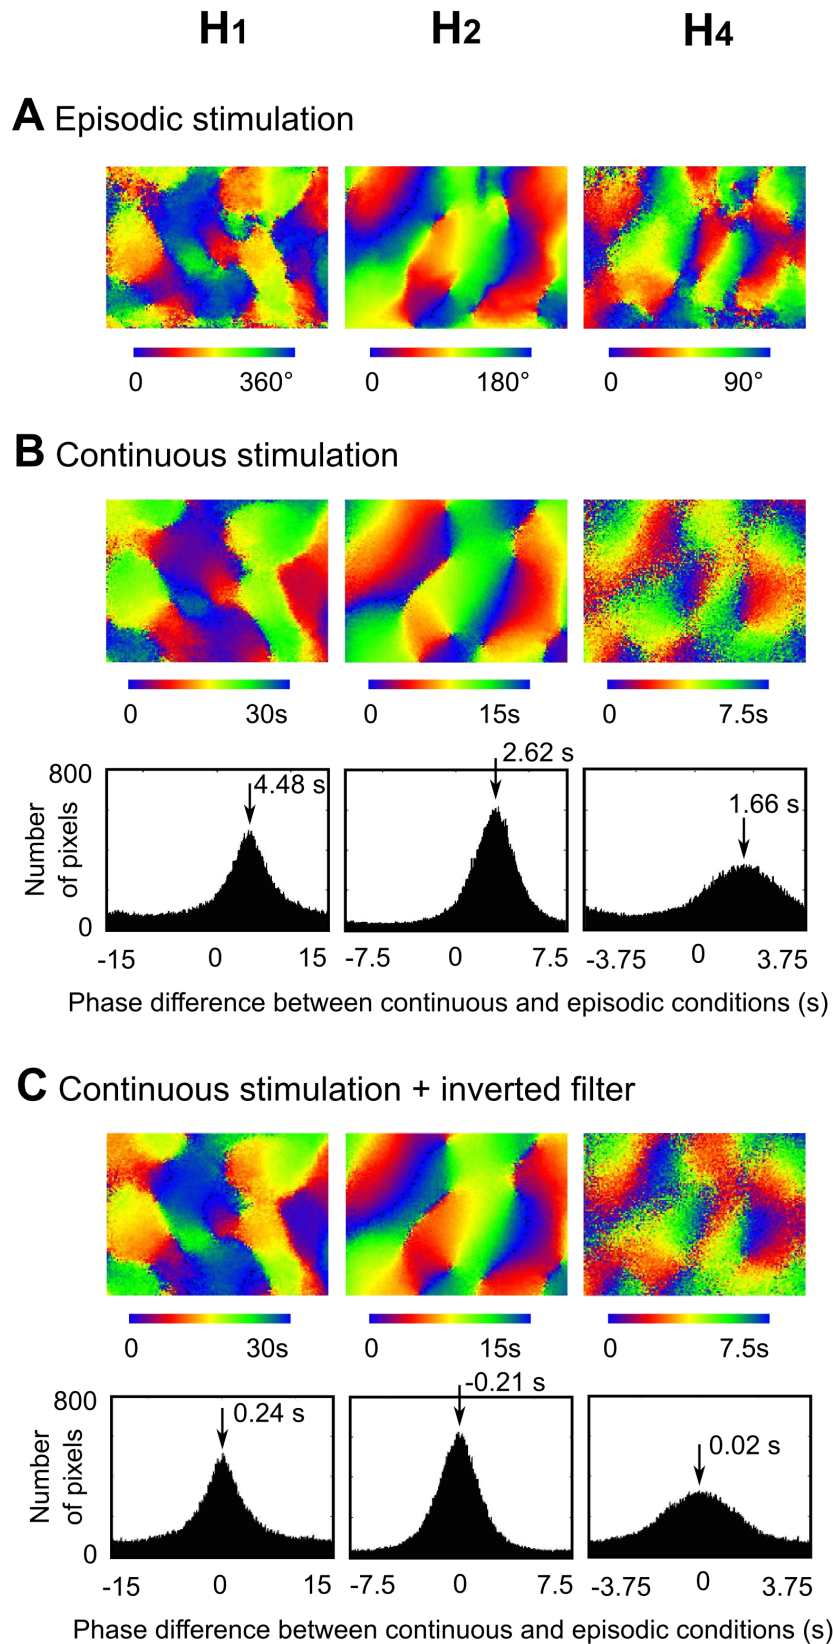 H1 H2 H4
A Episodic stimulation
0 360° 0 180° 0 90°
B Continuous stimulation
0 30s 0 15s 0 7.5s
2.62 s
800
4.48 s
1.66 s
Number
of pixels
0
-15 0 15 -7.5 0 7.5 -3.75 0 3.75
Phase difference between continuous and episodic conditions (s)
C Continuous stimulation + inverted filter
0 30s 0 15s 0 7.5s
-0.21 s
800
0.24 s
0.02 s
Number
of pixels
0
-15 0 15 -7.5 0 7.5 -3.75 0 3.75
Phase difference between continuous and episodic conditions (s)